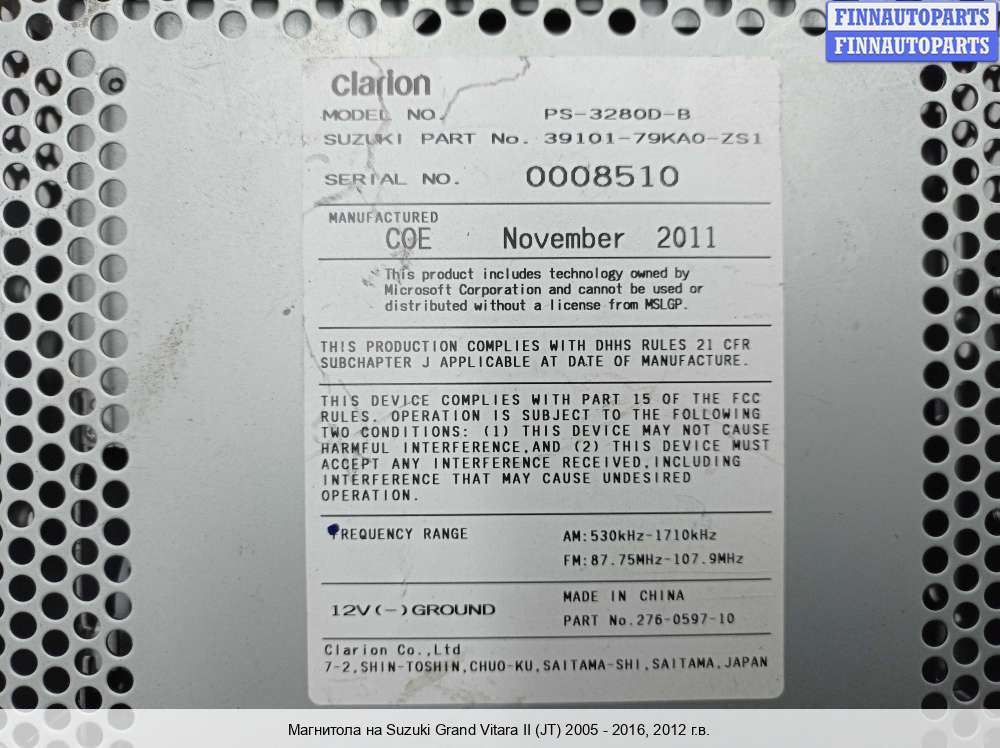 FINNAUTOPARTS
FINNAUTOPARTS
clarion
MODEL NO. PS-3280D-B
SUZUKI PART No. 39101-79KA0-ZS1
SERIAL NO. 0008510
MANUFACTURED
COE November 2011
This product includes technology owned by
Microsoft Corporation and cannot be used or
distributed without a license from MSLGP.
THIS PRODUCTION COMPLIES WITH DHHS RULES 21 CFR
SUBCHAPTER J APPLICABLE AT DATE OF MANUFACTURE.
THIS DEVICE COMPLIES WITH PART 15 OF THE FCC
RULES. OPERATION IS SUBJECT TO THE FOLLOWING
TWO CONDITIONS: (1) THIS DEVICE MAY NOT CAUSE
HARMFUL INTERFERENCE,AND (2) THIS DEVICE MUST
ACCEPT ANY INTERFERENCE RECEIVED,INCLUDING
INTERFERENCE THAT MAY CAUSE UNDESIRED
OPERATION.
FREQUENCY RANGE AM:530kHz-1710kHz
FM:87.75MHz-107.9MHz
12V(-)GROUND MADE IN CHINA
PART No.276-0597-10
Clarion Co.,Ltd
7-2,SHIN-TOSHIN,CHUO-KU,SAITAMA-SHI,SAITAMA,JAPAN
Магнитола на Suzuki Grand Vitara II (JT) 2005 - 2016, 2012 г.в.